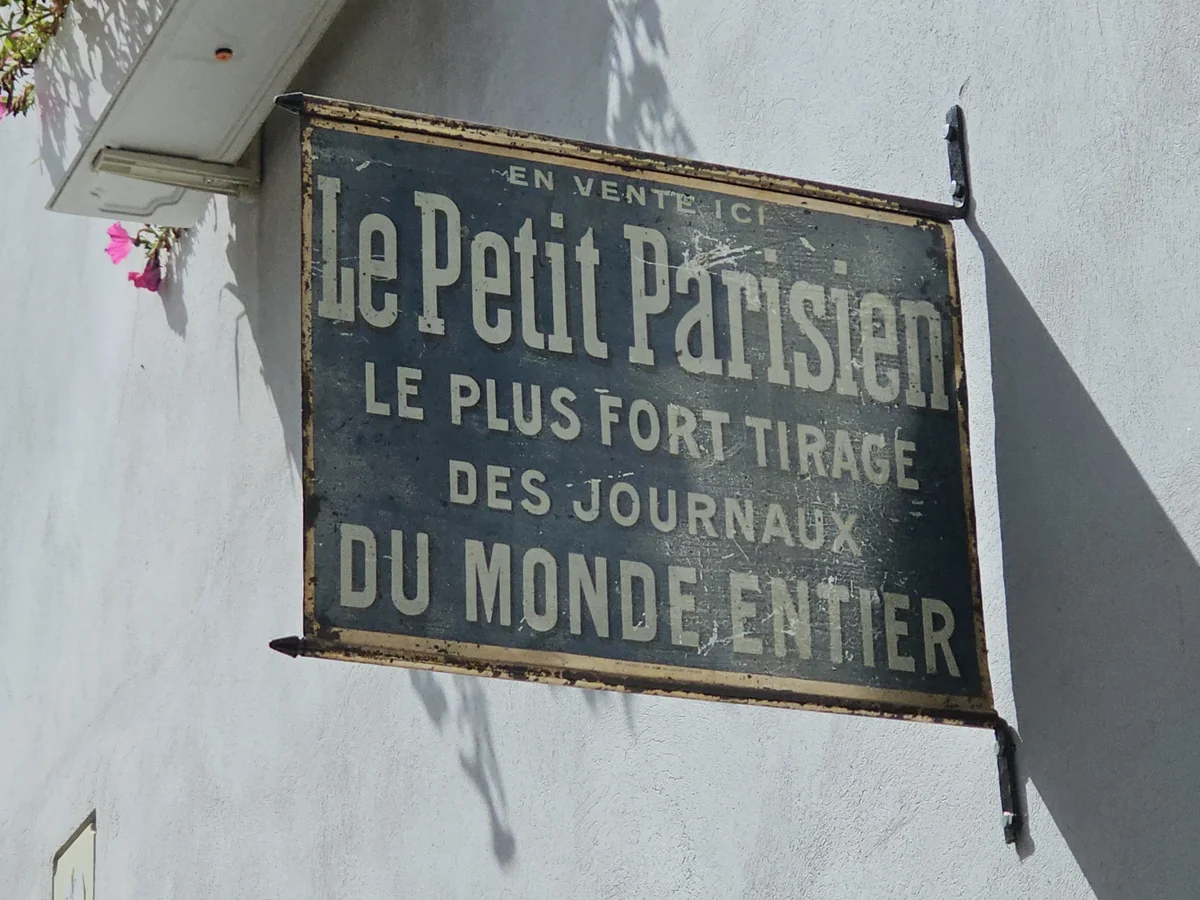 EN VENTE ICI
Le Petit Parisien
LE PLUS FORT TIRAGE
DES JOURNAUX
DU MONDE ENTIER